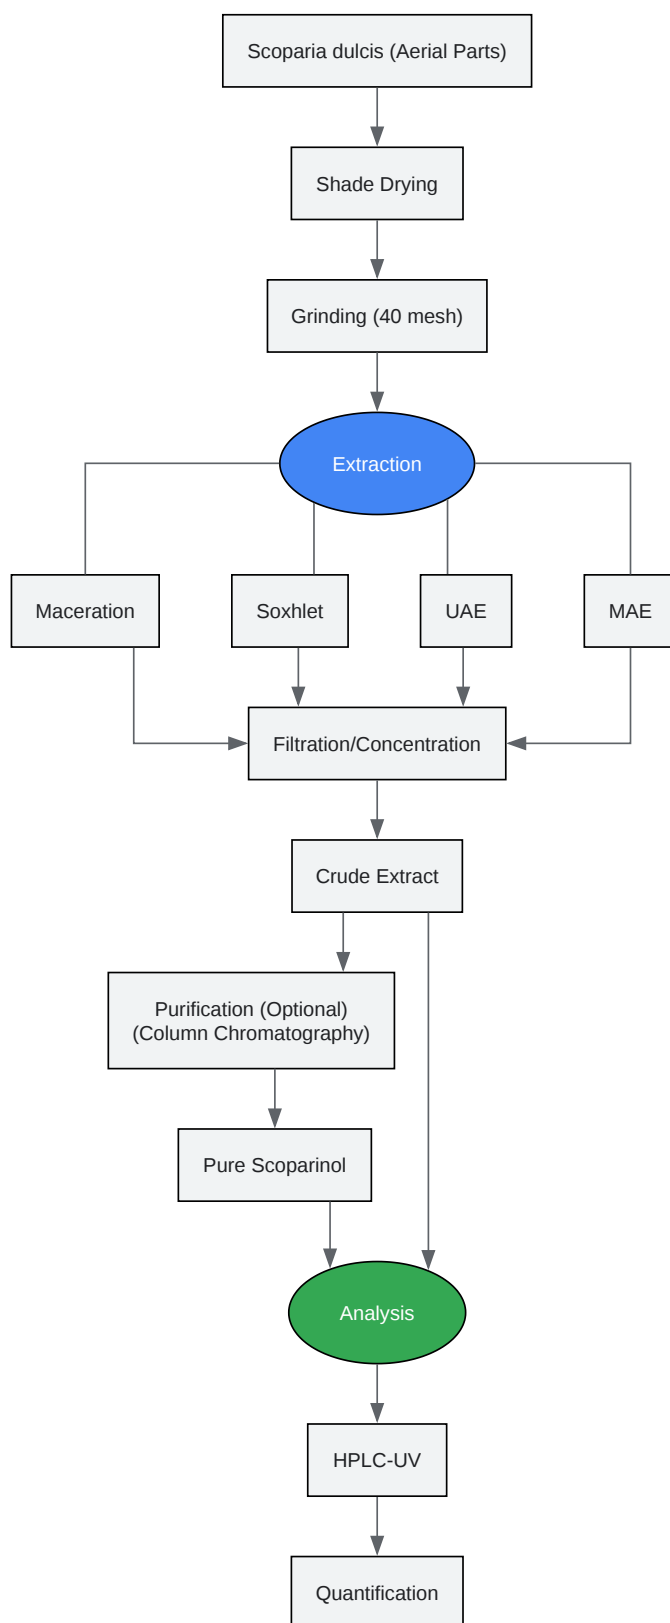 Scoparia dulcis (Aerial Parts)
Shade Drying
Grinding (40 mesh)
Extraction
Maceration
Soxhlet
UAE
MAE
Filtration/Concentration
Crude Extract
Purification (Optional)
(Column Chromatography)
Pure Scoparinol
Analysis
HPLC-UV
Quantification